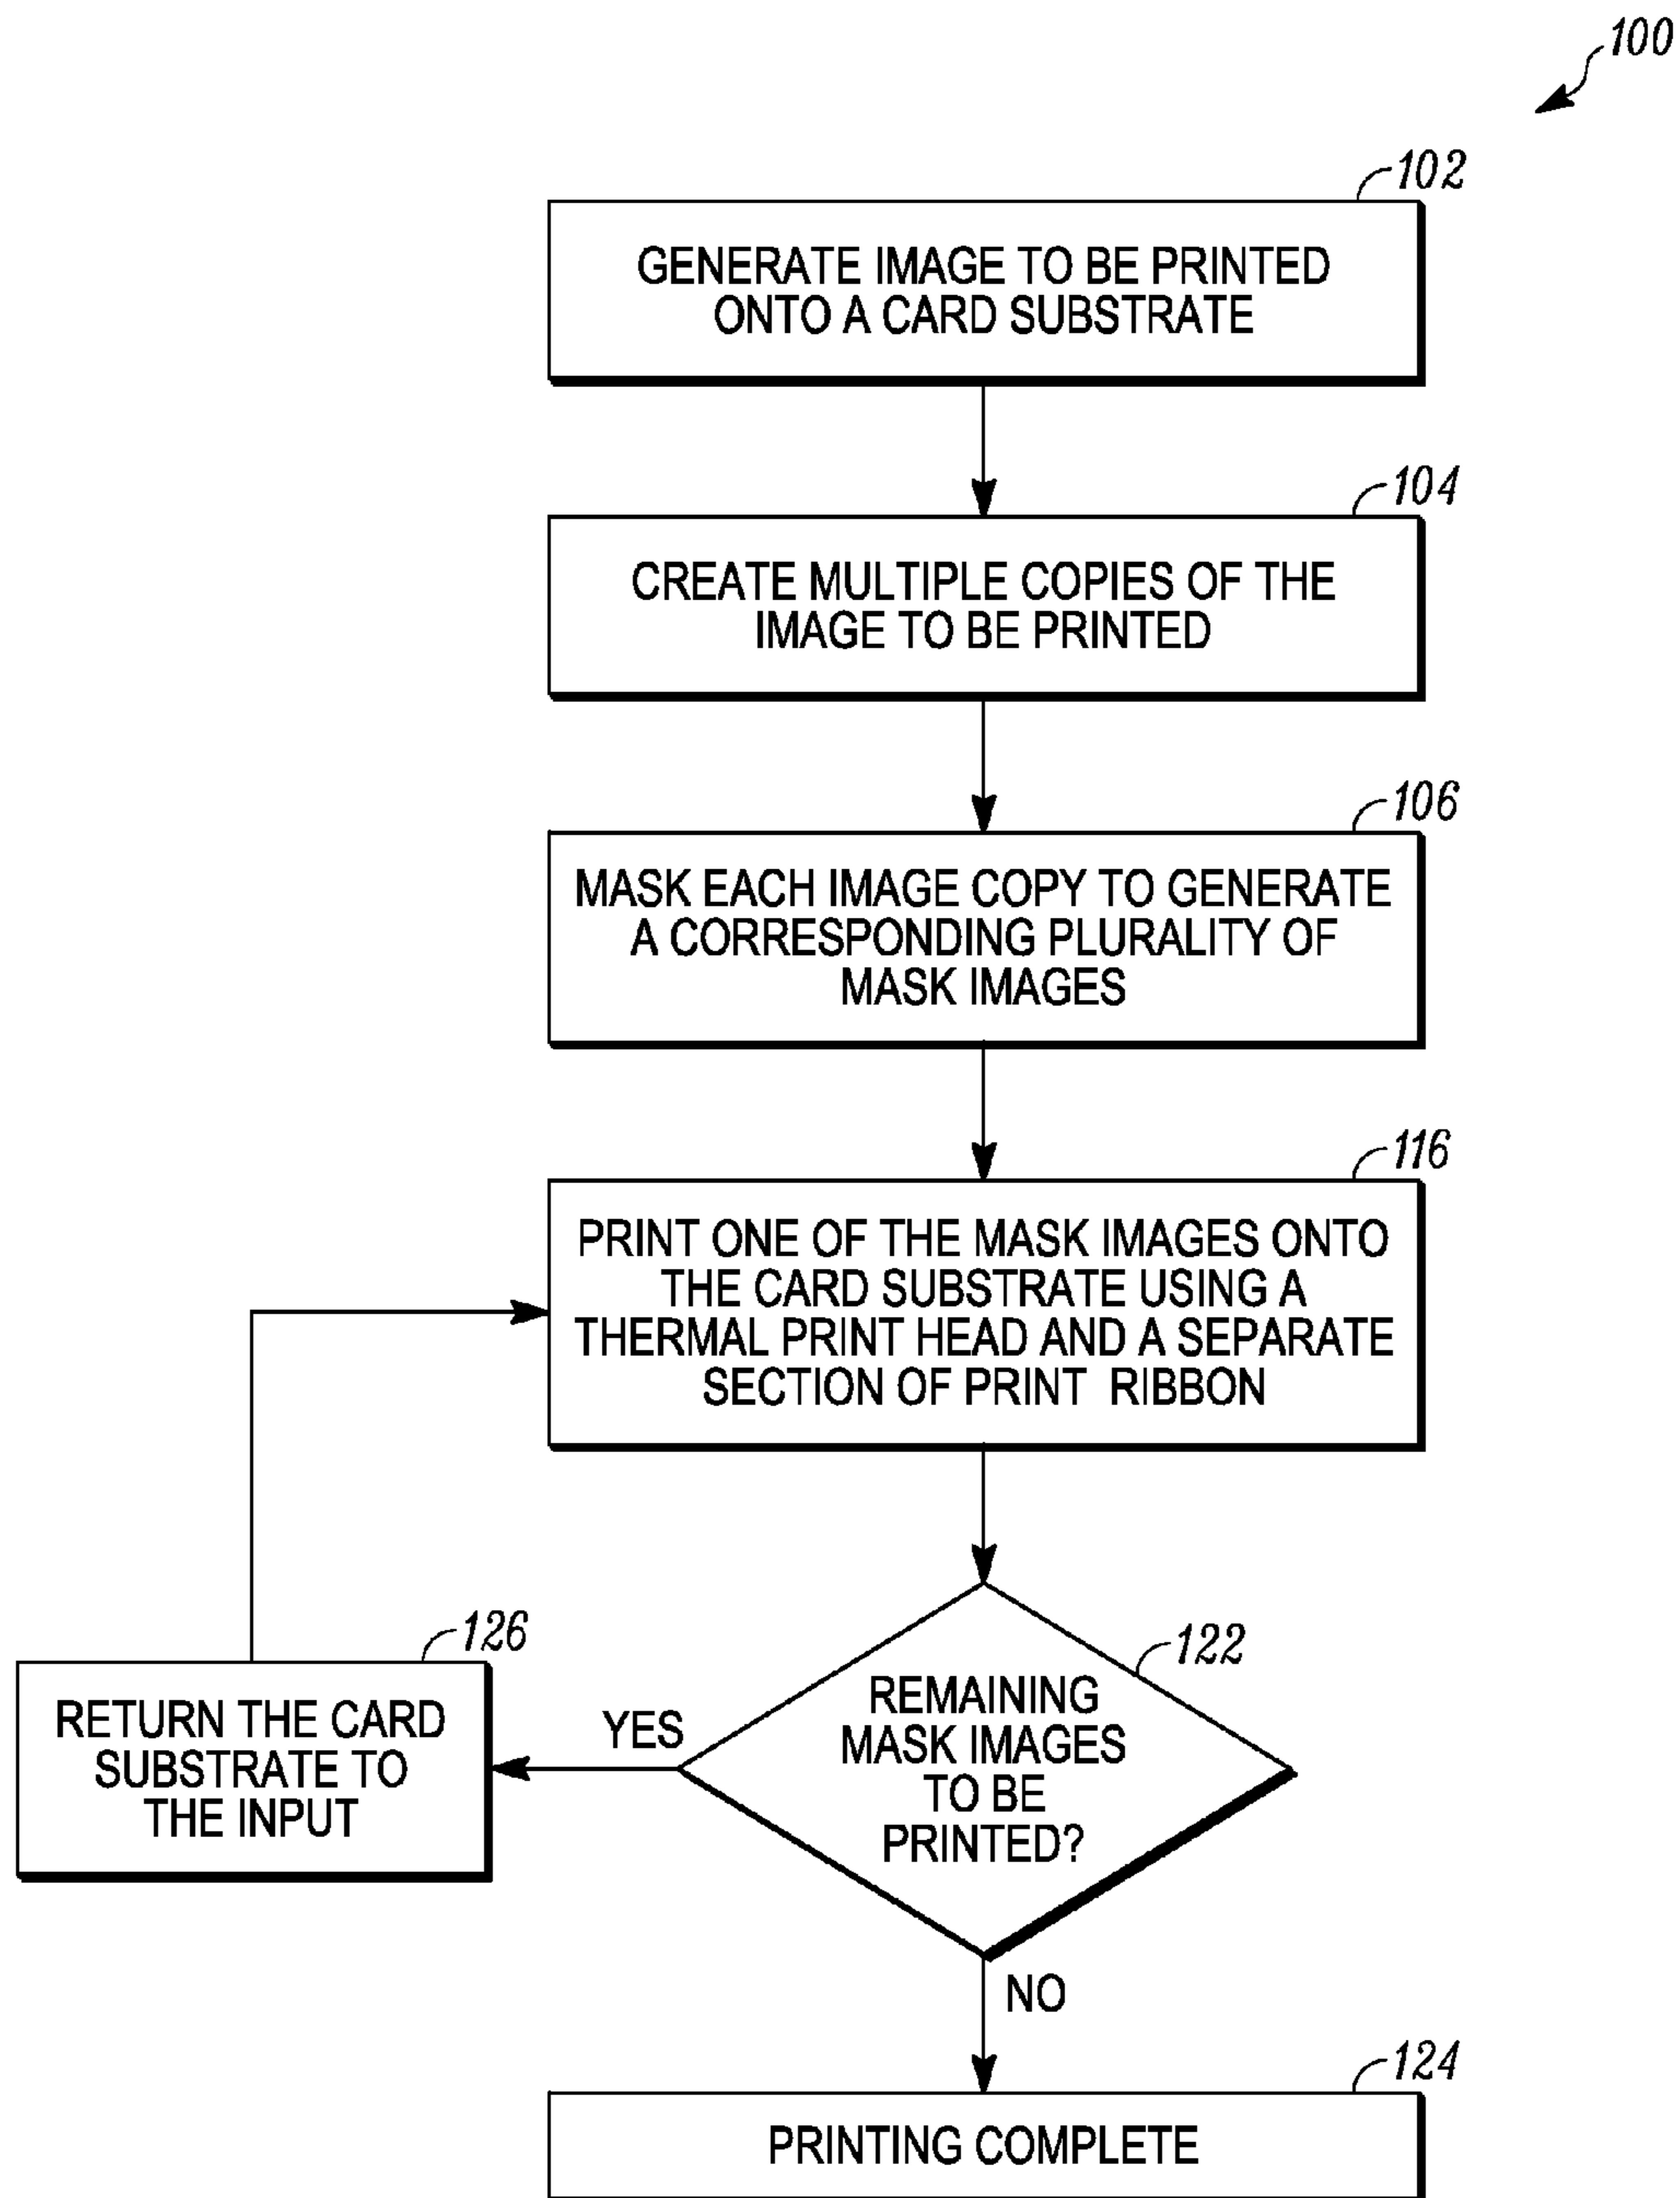 100
102
GENERATE IMAGE TO BE PRINTED
ONTO A CARD SUBSTRATE
104
CREATE MULTIPLE COPIES OF THE
IMAGE TO BE PRINTED
106
MASK EACH IMAGE COPY TO GENERATE
A CORRESPONDING PLURALITY OF
MASK IMAGES
116
PRINT ONE OF THE MASK IMAGES ONTO
THE CARD SUBSTRATE USING A
THERMAL PRINT HEAD AND A SEPARATE
SECTION OF PRINT RIBBON
126
RETURN THE CARD
SUBSTRATE TO
THE INPUT
YES
122
REMAINING
MASK IMAGES
TO BE
PRINTED?
NO
124
PRINTING COMPLETE